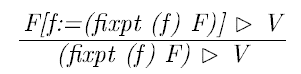 F[f:=(fixpt (f) F)] ▷ V
(fixpt (f) F) ▷ V